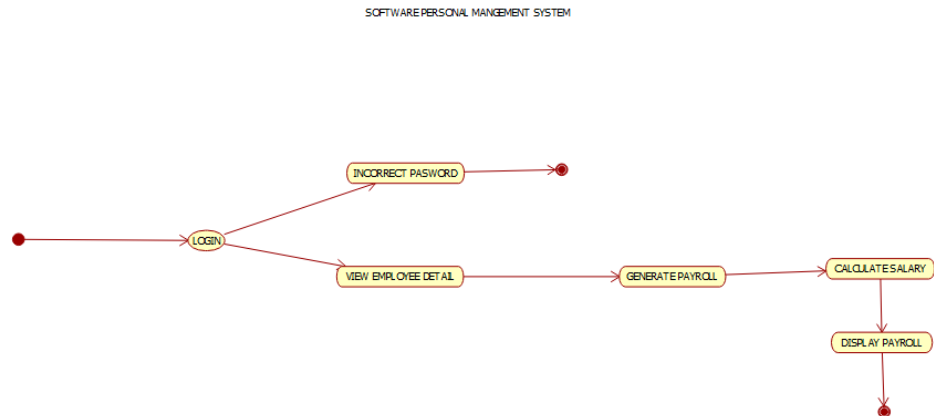 SOFTWARE PERSONAL MANGEMENT SYSTEM
INCORRECT PASWORD
LOGIN
VIEW EMPLOYEE DETAIL
GENERATE PAYROLL
CALCULATE SALARY
DISPLAY PAYROLL